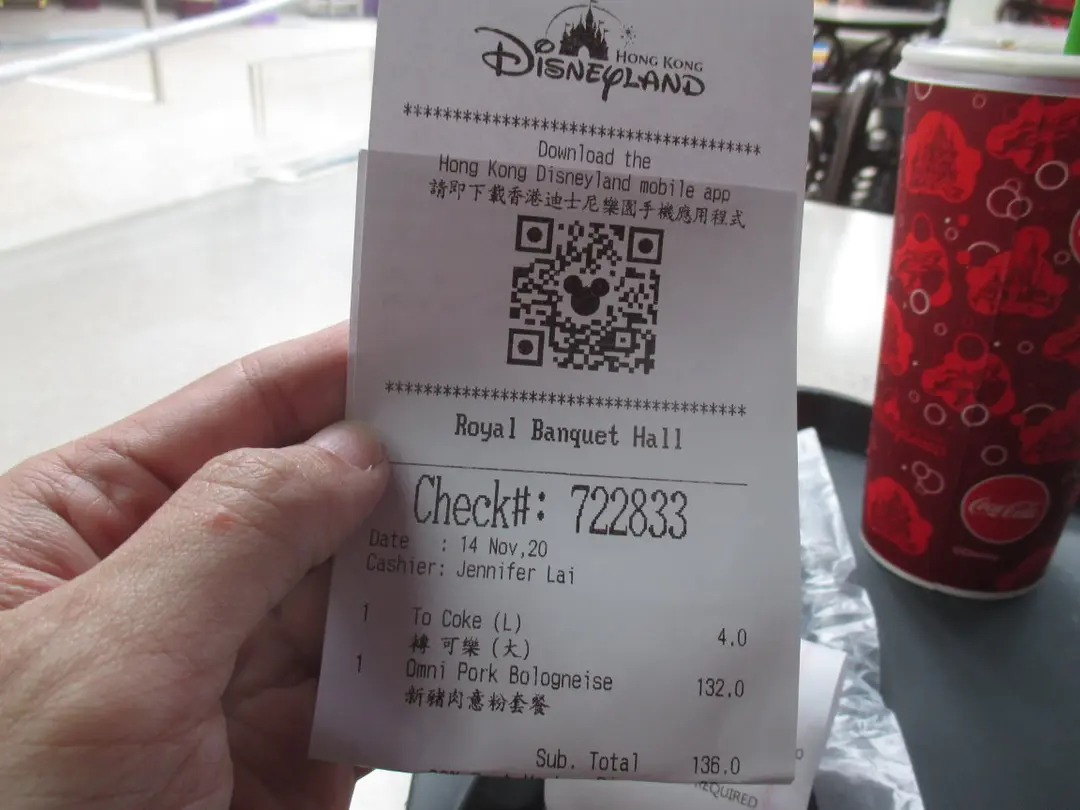 HONG KONG
DISNEYLAND
**************************************
Download the
Hong Kong Disneyland mobile app
請即下載香港迪士尼樂園手機應用程式
**************************************
Royal Banquet Hall
Check#: 722833
Date : 14 Nov,20
Cashier: Jennifer Lai
1 To Coke (L) 4.0
轉 可樂 (大)
1 Omni Pork Bologneise 132.0
新豬肉意粉套餐
Sub. Total 136.0
Coca-Cola